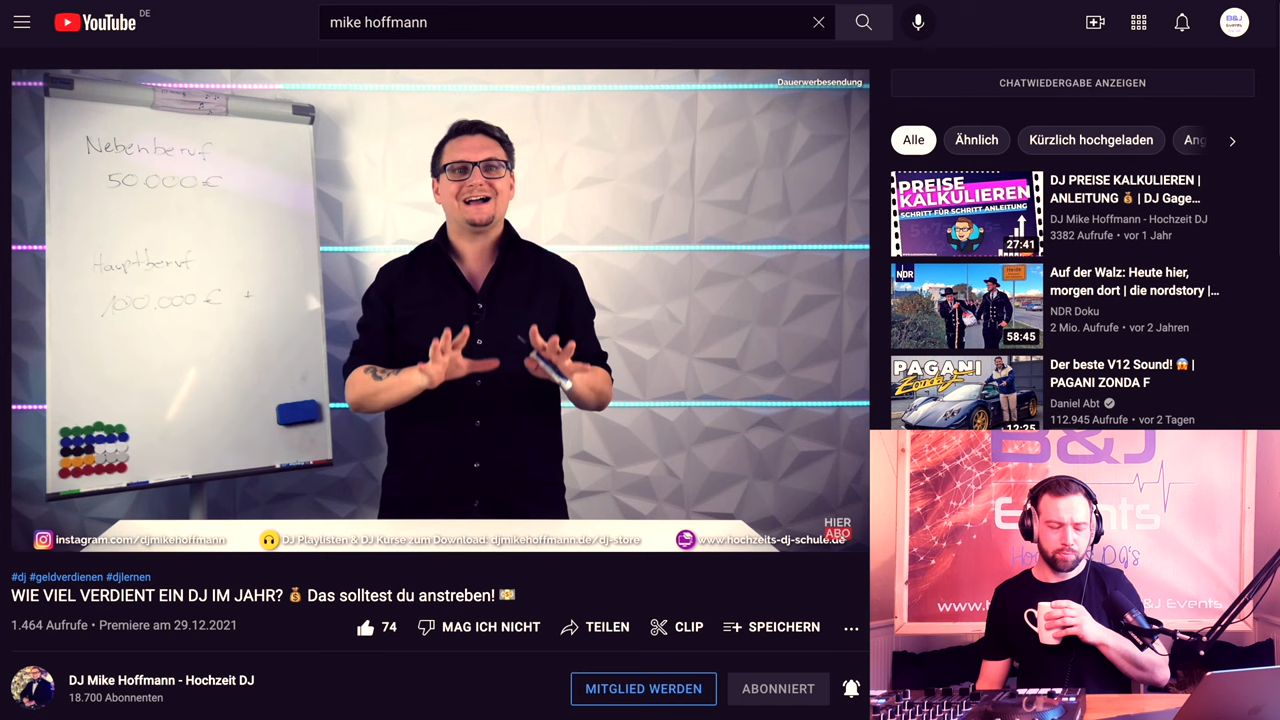 YouTube
DE
mike hoffmann
B&J
Dauerwerbesendung
Nebenberuf
50.000€
Hauptberuf
100.000€ +
instagram.com/djmikehoffmann
DJ Playlisten & DJ Kurse zum Download: djmikehoffmann.de/dj-store
www.hochzeits-dj-schule.de
HIER
ABO
#dj #geldverdienen #djlernen
WIE VIEL VERDIENT EIN DJ IM JAHR? 💰 Das solltest du anstreben! 💴
1.464 Aufrufe • Premiere am 29.12.2021
74
MAG ICH NICHT
TEILEN
CLIP
SPEICHERN
DJ Mike Hoffmann - Hochzeit DJ
18.700 Abonnenten
MITGLIED WERDEN
ABONNIERT
CHATWIEDERGABE ANZEIGEN
Alle
Ähnlich
Kürzlich hochgeladen
Ang
PREISE
KALKULIEREN
SCHRITT FÜR SCHRITT ANLEITUNG
27:41
DJ PREISE KALKULIEREN |
ANLEITUNG 💰 | DJ Gage...
DJ Mike Hoffmann - Hochzeit DJ
3382 Aufrufe • vor 1 Jahr
NDR
58:45
Auf der Walz: Heute hier,
morgen dort | die nordstory |...
NDR Doku
2 Mio. Aufrufe • vor 2 Jahren
PAGANI
Zonda f
12:25
Der beste V12 Sound! 😱 |
PAGANI ZONDA F
Daniel Abt
112.945 Aufrufe • vor 2 Tagen
B&J
Events
DJ's
www.
&J Events